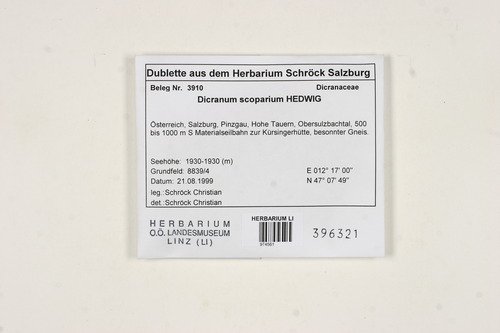 Dublette aus dem Herbarium Schröck Salzburg
Beleg Nr. 3910 Dicranaceae
Dicranum scoparium HEDWIG
Österreich, Salzburg, Pinzgau, Hohe Tauern, Obersulzbachtal, 500
bis 1000 m S Materialseilbahn zur Kürsingerhütte, besonnter Gneis.
Seehöhe: 1930-1930 (m)
Grundfeld: 8839/4 E 012° 17' 00"
Datum: 21.08.1999 N 47° 07' 49"
leg.: Schröck Christian
det.: Schröck Christian
HERBARIUM
O.Ö. LANDESMUSEUM
LINZ (LI)
HERBARIUM LI
396321